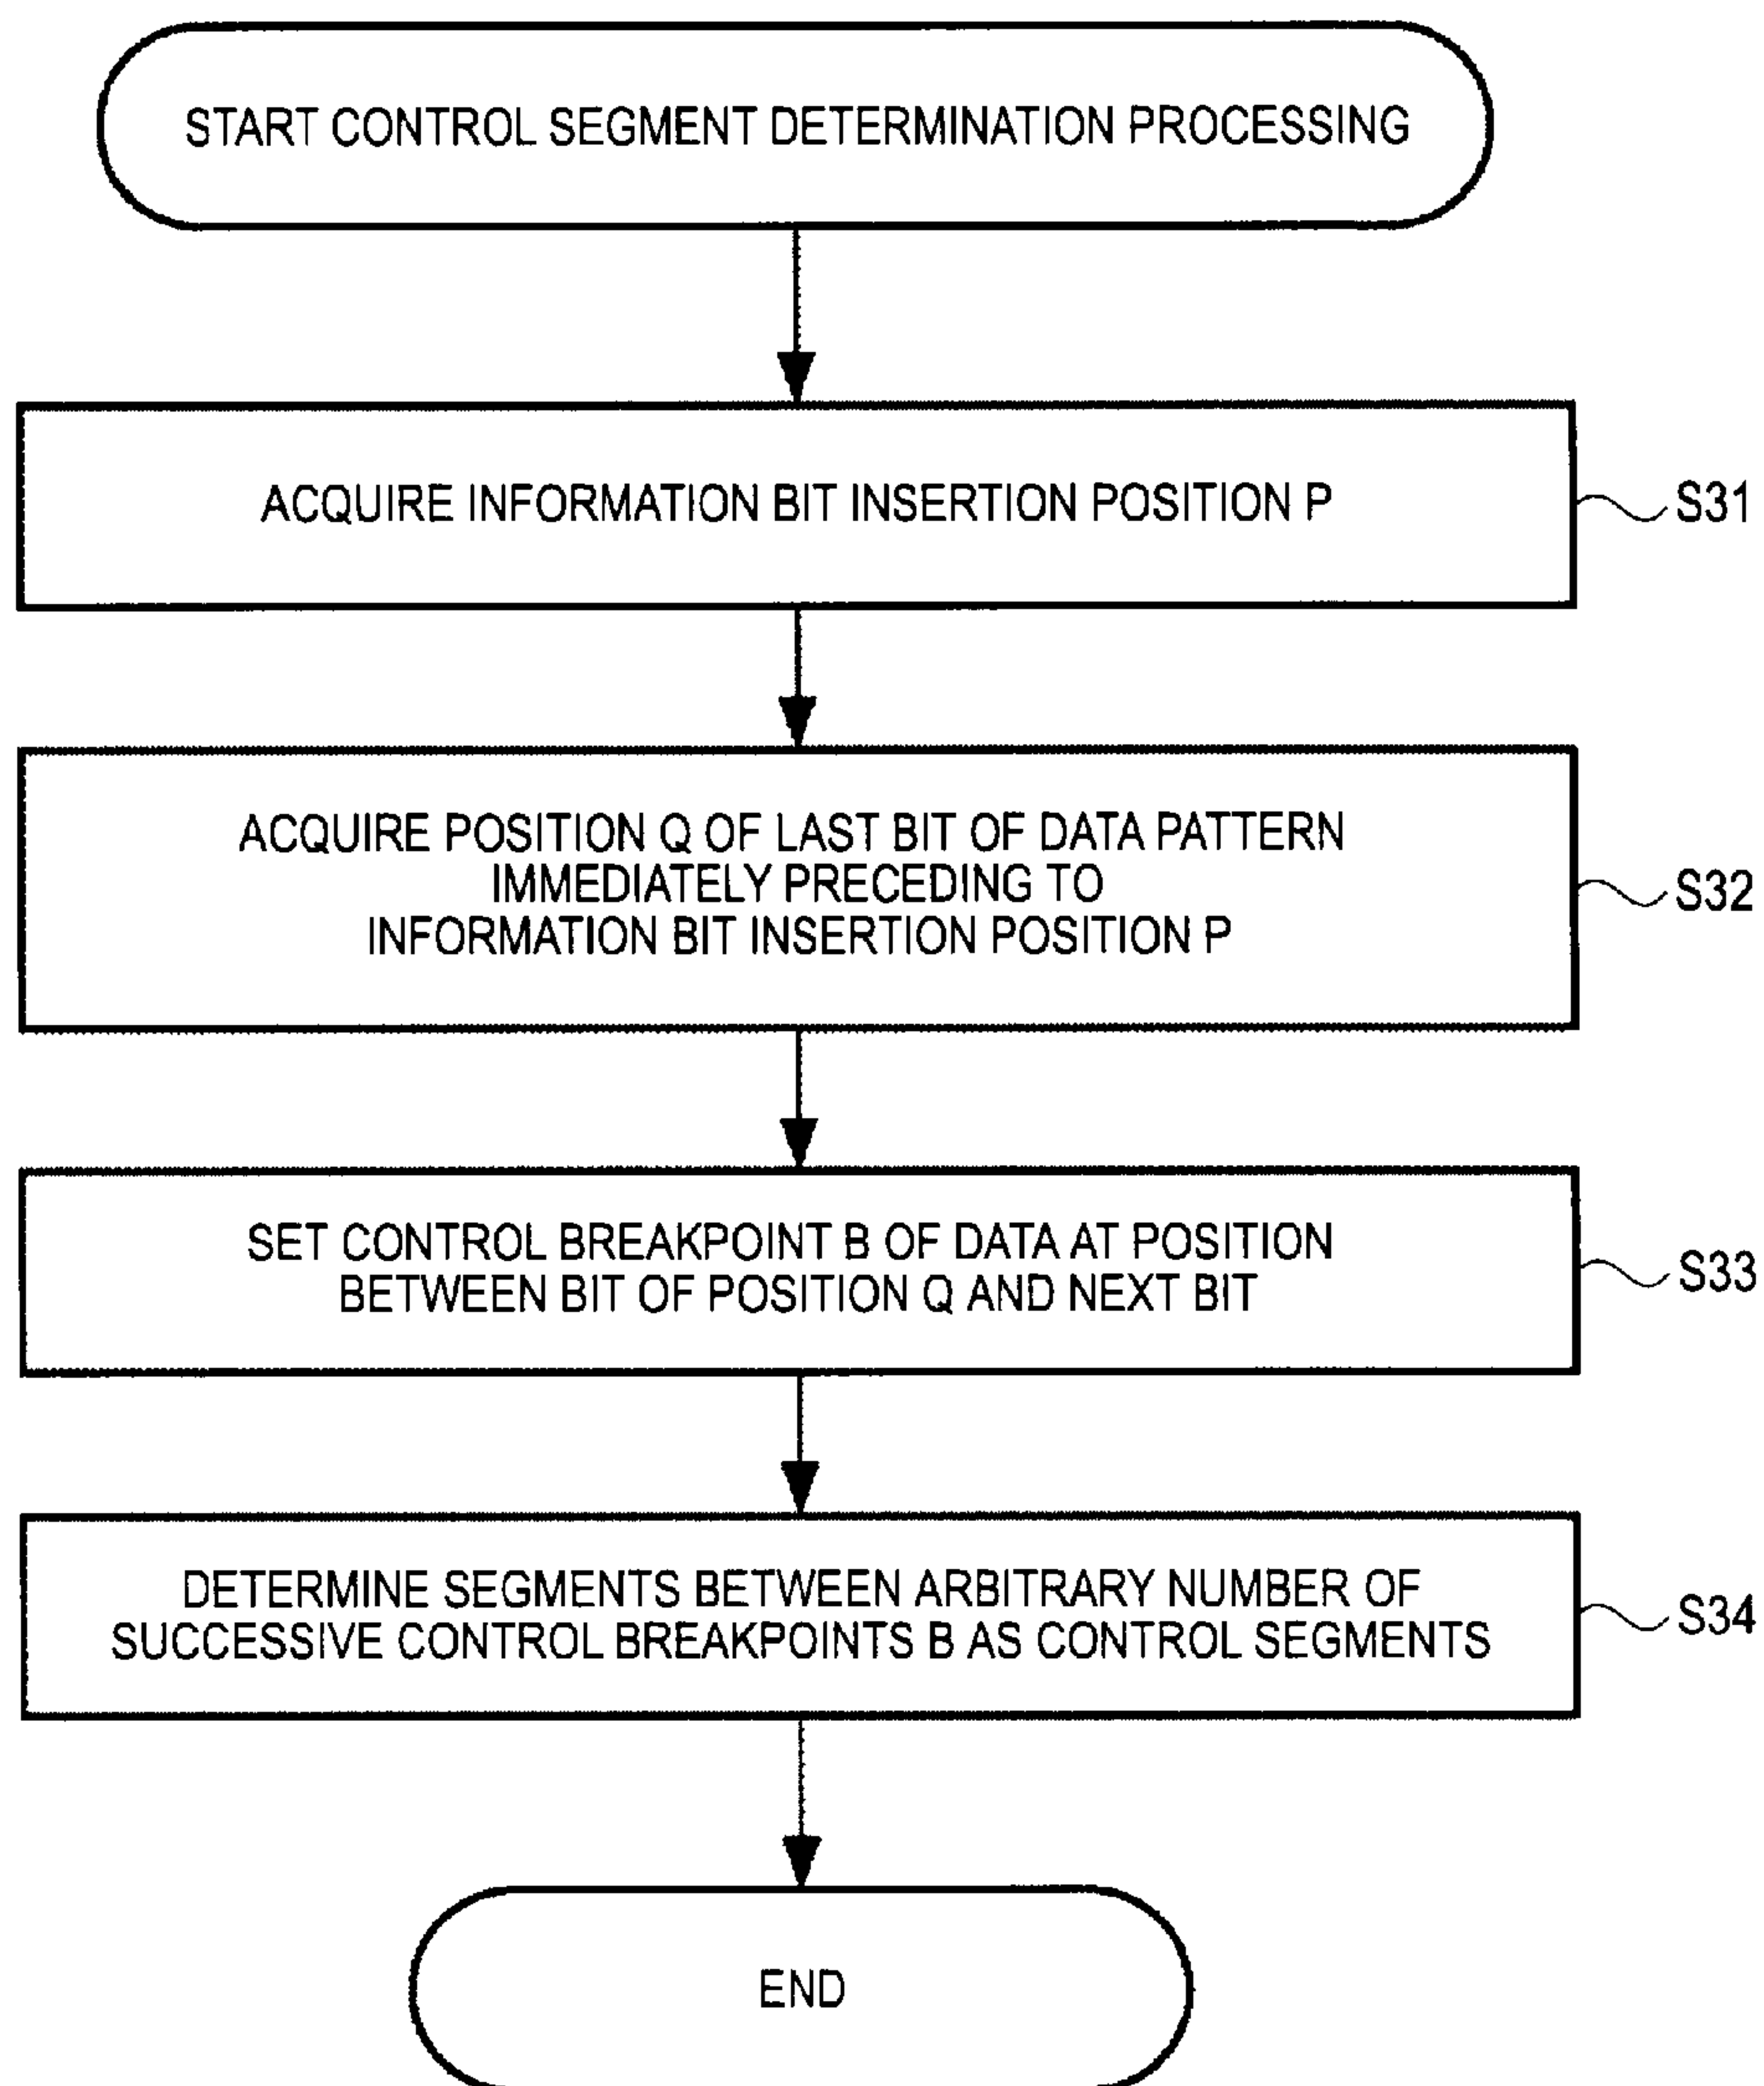 START CONTROL SEGMENT DETERMINATION PROCESSING
ACQUIRE INFORMATION BIT INSERTION POSITION P
S31
ACQUIRE POSITION Q OF LAST BIT OF DATA PATTERN
IMMEDIATELY PRECEDING TO
INFORMATION BIT INSERTION POSITION P
S32
SET CONTROL BREAKPOINT B OF DATA AT POSITION
BETWEEN BIT OF POSITION Q AND NEXT BIT
S33
DETERMINE SEGMENTS BETWEEN ARBITRARY NUMBER OF
SUCCESSIVE CONTROL BREAKPOINTS B AS CONTROL SEGMENTS
S34
END